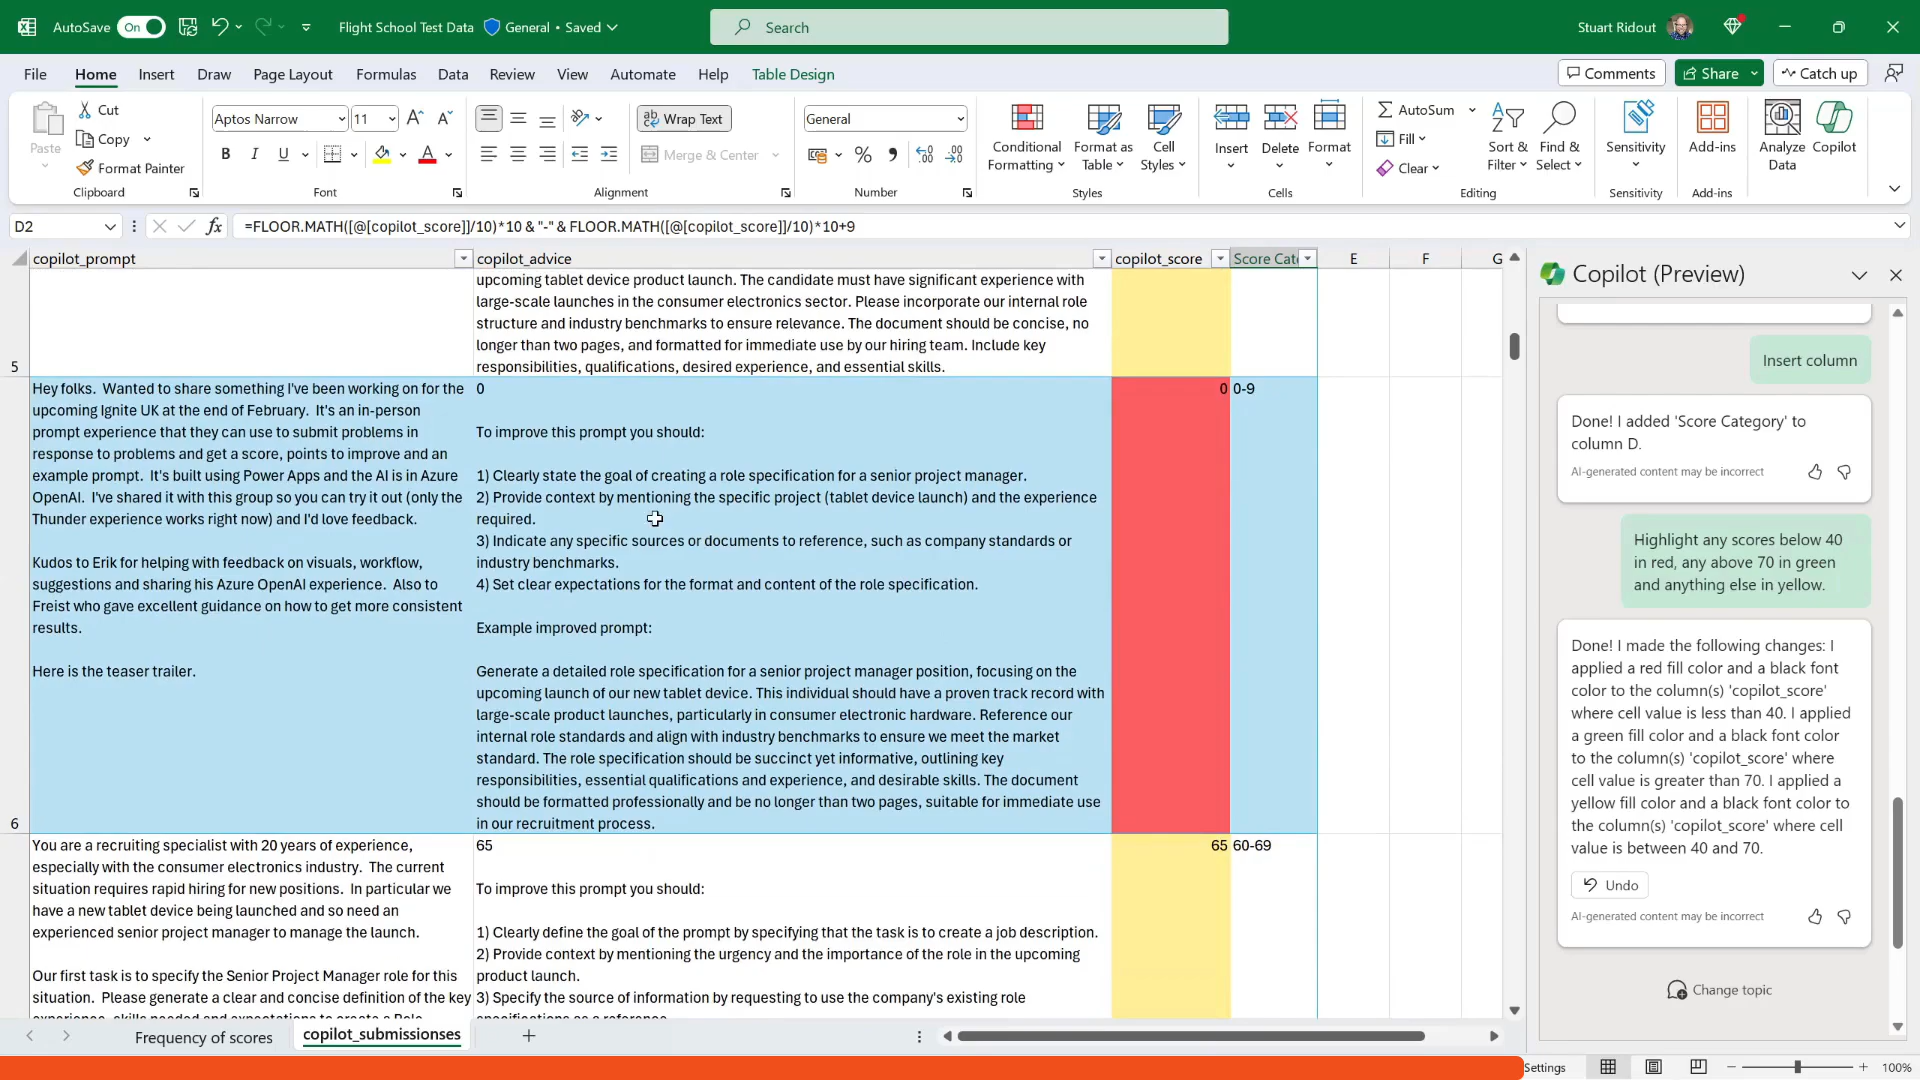 AutoSave On Flight School Test Data General • Saved Search Stuart Ridout
File Home Insert Draw Page Layout Formulas Data Review View Automate Help Table Design Comments Share Catch up
Paste Cut Copy Format Painter Clipboard
Aptos Narrow 11 A A B I U A Font
ab Wrap Text Merge & Center Alignment
General % 9 Number
Conditional Formatting Format as Table Cell Styles Styles
Insert Delete Format Cells
AutoSum Fill Clear Sort & Filter Find & Select Editing
Sensitivity Sensitivity
Add-ins Add-ins
Analyze Data Copilot
D2 fx =FLOOR.MATH([@[copilot_score]]/10)*10 & "-" & FLOOR.MATH([@[copilot_score]]/10)*10+9
copilot_prompt copilot_advice copilot_score Score Cat E F G
upcoming tablet device product launch. The candidate must have significant experience with
large-scale launches in the consumer electronics sector. Please incorporate our internal role
structure and industry benchmarks to ensure relevance. The document should be concise, no
longer than two pages, and formatted for immediate use by our hiring team. Include key
5 responsibilities, qualifications, desired experience, and essential skills.
Hey folks. Wanted to share something I've been working on for the
upcoming Ignite UK at the end of February. It's an in-person
prompt experience that they can use to submit problems in
response to problems and get a score, points to improve and an
example prompt. It's built using Power Apps and the AI is in Azure
OpenAI. I've shared it with this group so you can try it out (only the
Thunder experience works right now) and I'd love feedback.
Kudos to Erik for helping with feedback on visuals, workflow,
suggestions and sharing his Azure OpenAI experience. Also to
Freist who gave excellent guidance on how to get more consistent
results.
Here is the teaser trailer.
0
To improve this prompt you should:
1) Clearly state the goal of creating a role specification for a senior project manager.
2) Provide context by mentioning the specific project (tablet device launch) and the experience
required.
3) Indicate any specific sources or documents to reference, such as company standards or
industry benchmarks.
4) Set clear expectations for the format and content of the role specification.
Example improved prompt:
Generate a detailed role specification for a senior project manager position, focusing on the
upcoming launch of our new tablet device. This individual should have a proven track record with
large-scale product launches, particularly in consumer electronic hardware. Reference our
internal role standards and align with industry benchmarks to ensure we meet the market
standard. The role specification should be succinct yet informative, outlining key
responsibilities, essential qualifications and experience, and desirable skills. The document
should be formatted professionally and be no longer than two pages, suitable for immediate use
in our recruitment process.
0 0-9
6
You are a recruiting specialist with 20 years of experience,
especially with the consumer electronics industry. The current
situation requires rapid hiring for new positions. In particular we
have a new tablet device being launched and so need an
experienced senior project manager to manage the launch.
Our first task is to specify the Senior Project Manager role for this
situation. Please generate a clear and concise definition of the key
experience, skills needed and expectations to create a Role
65
To improve this prompt you should:
1) Clearly define the goal of the prompt by specifying that the task is to create a job description.
2) Provide context by mentioning the urgency and the importance of the role in the upcoming
product launch.
3) Specify the source of information by requesting to use the company's existing role
specifications as a reference.
65 60-69
Copilot (Preview)
Insert column
Done! I added 'Score Category' to
column D.
AI-generated content may be incorrect
Highlight any scores below 40
in red, any above 70 in green
and anything else in yellow.
Done! I made the following changes: I
applied a red fill color and a black font
color to the column(s) 'copilot_score'
where cell value is less than 40. I applied
a green fill color and a black font color
to the column(s) 'copilot_score' where
cell value is greater than 70. I applied a
yellow fill color and a black font color to
the column(s) 'copilot_score' where cell
value is between 40 and 70.
Undo
AI-generated content may be incorrect
Change topic
Frequency of scores copilot_submissionses
Settings 100%